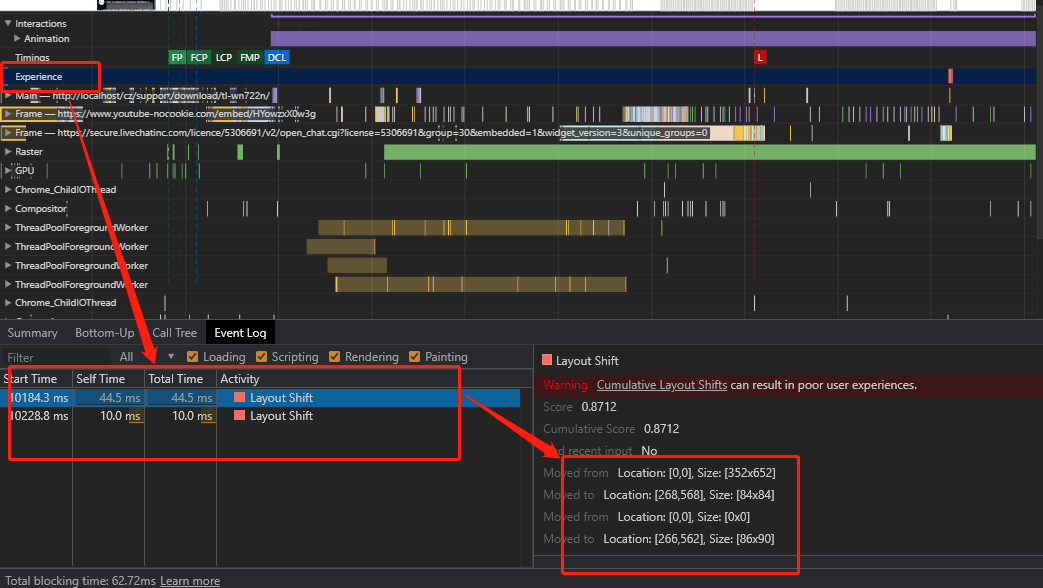 Interactions
Animation
Timings FP FCP LCP FMP DCL L
Experience
Main — http://localhost/cz/support/download/tl-wn722n/
Frame — https://www.youtube-nocookie.com/embed/HYowzxX0w3g
Frame — https://secure.livechatinc.com/licence/5306691/v2/open_chat.cgi?license=5306691&group=30&embedded=1&widget_version=3&unique_groups=0
Raster
GPU
Chrome_ChildIOThread
Compositor
ThreadPoolForegroundWorker
ThreadPoolForegroundWorker
ThreadPoolForegroundWorker
ThreadPoolForegroundWorker
Chrome_ChildIOThread
Summary Bottom-Up Call Tree Event Log
Filter All ▼ Loading Scripting Rendering Painting
Start Time Self Time Total Time Activity
10184.3 ms 44.5 ms 44.5 ms Layout Shift
10228.8 ms 10.0 ms 10.0 ms Layout Shift
Layout Shift
Warning Cumulative Layout Shifts can result in poor user experiences.
Score 0.8712
Cumulative Score 0.8712
recent input No
Moved from Location: [0,0], Size: [352x652]
Moved to Location: [268,568], Size: [84x84]
Moved from Location: [0,0], Size: [0x0]
Moved to Location: [266,562], Size: [86x90]
Total blocking time: 62.72ms Learn more